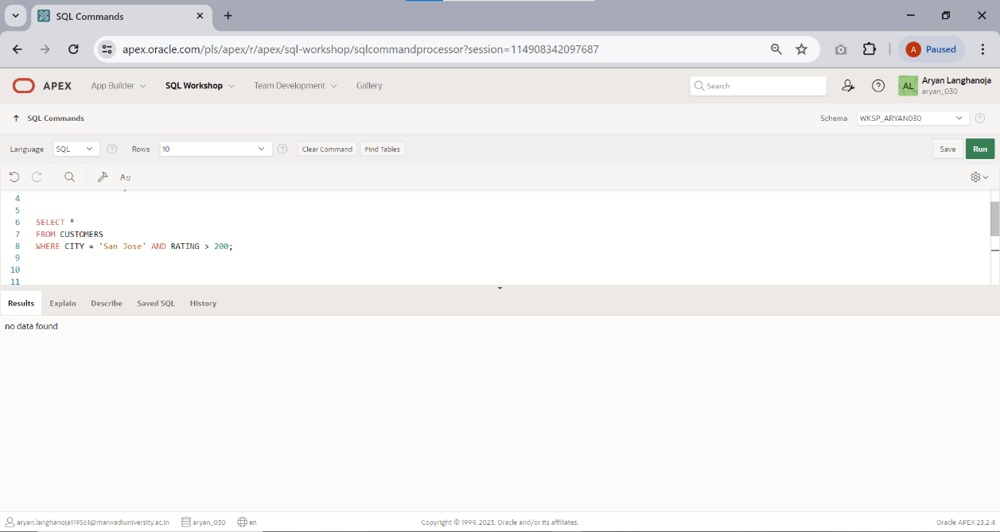 SQL Commands
apex.oracle.com/pls/apex/r/apex/sql-workshop/sqlcommandprocessor?session=114908342097687
A Paused
APEX App Builder SQL Workshop Team Development Gallery Search AL Aryan Langhanoja
aryan_030
SQL Commands Schema WKSP_ARYAN030
Language SQL Rows 10 Clear Command Find Tables Save Run
4
5
6 SELECT *
7 FROM CUSTOMERS
8 WHERE CITY = 'San Jose' AND RATING > 200;
9
10
11
Results Explain Describe Saved SQL History
no data found
aryan.langhanoja119561@marwadiuniversity.ac.in aryan_030 en Copyright © 1999, 2023, Oracle and/or its affiliates. Oracle APEX 23.2.4